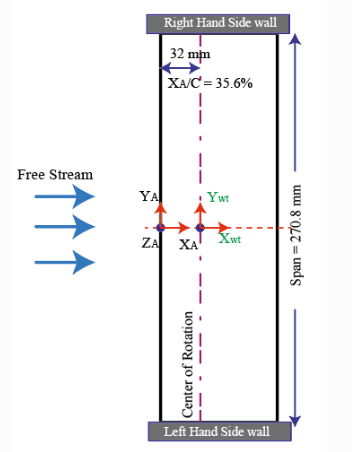 Right Hand Side wall
32 mm
XA/C = 35.6%
Free Stream
YA
Ywt
ZA
XA
Xwt
Span = 270.8 mm
Center of Rotation
Left Hand Side wall